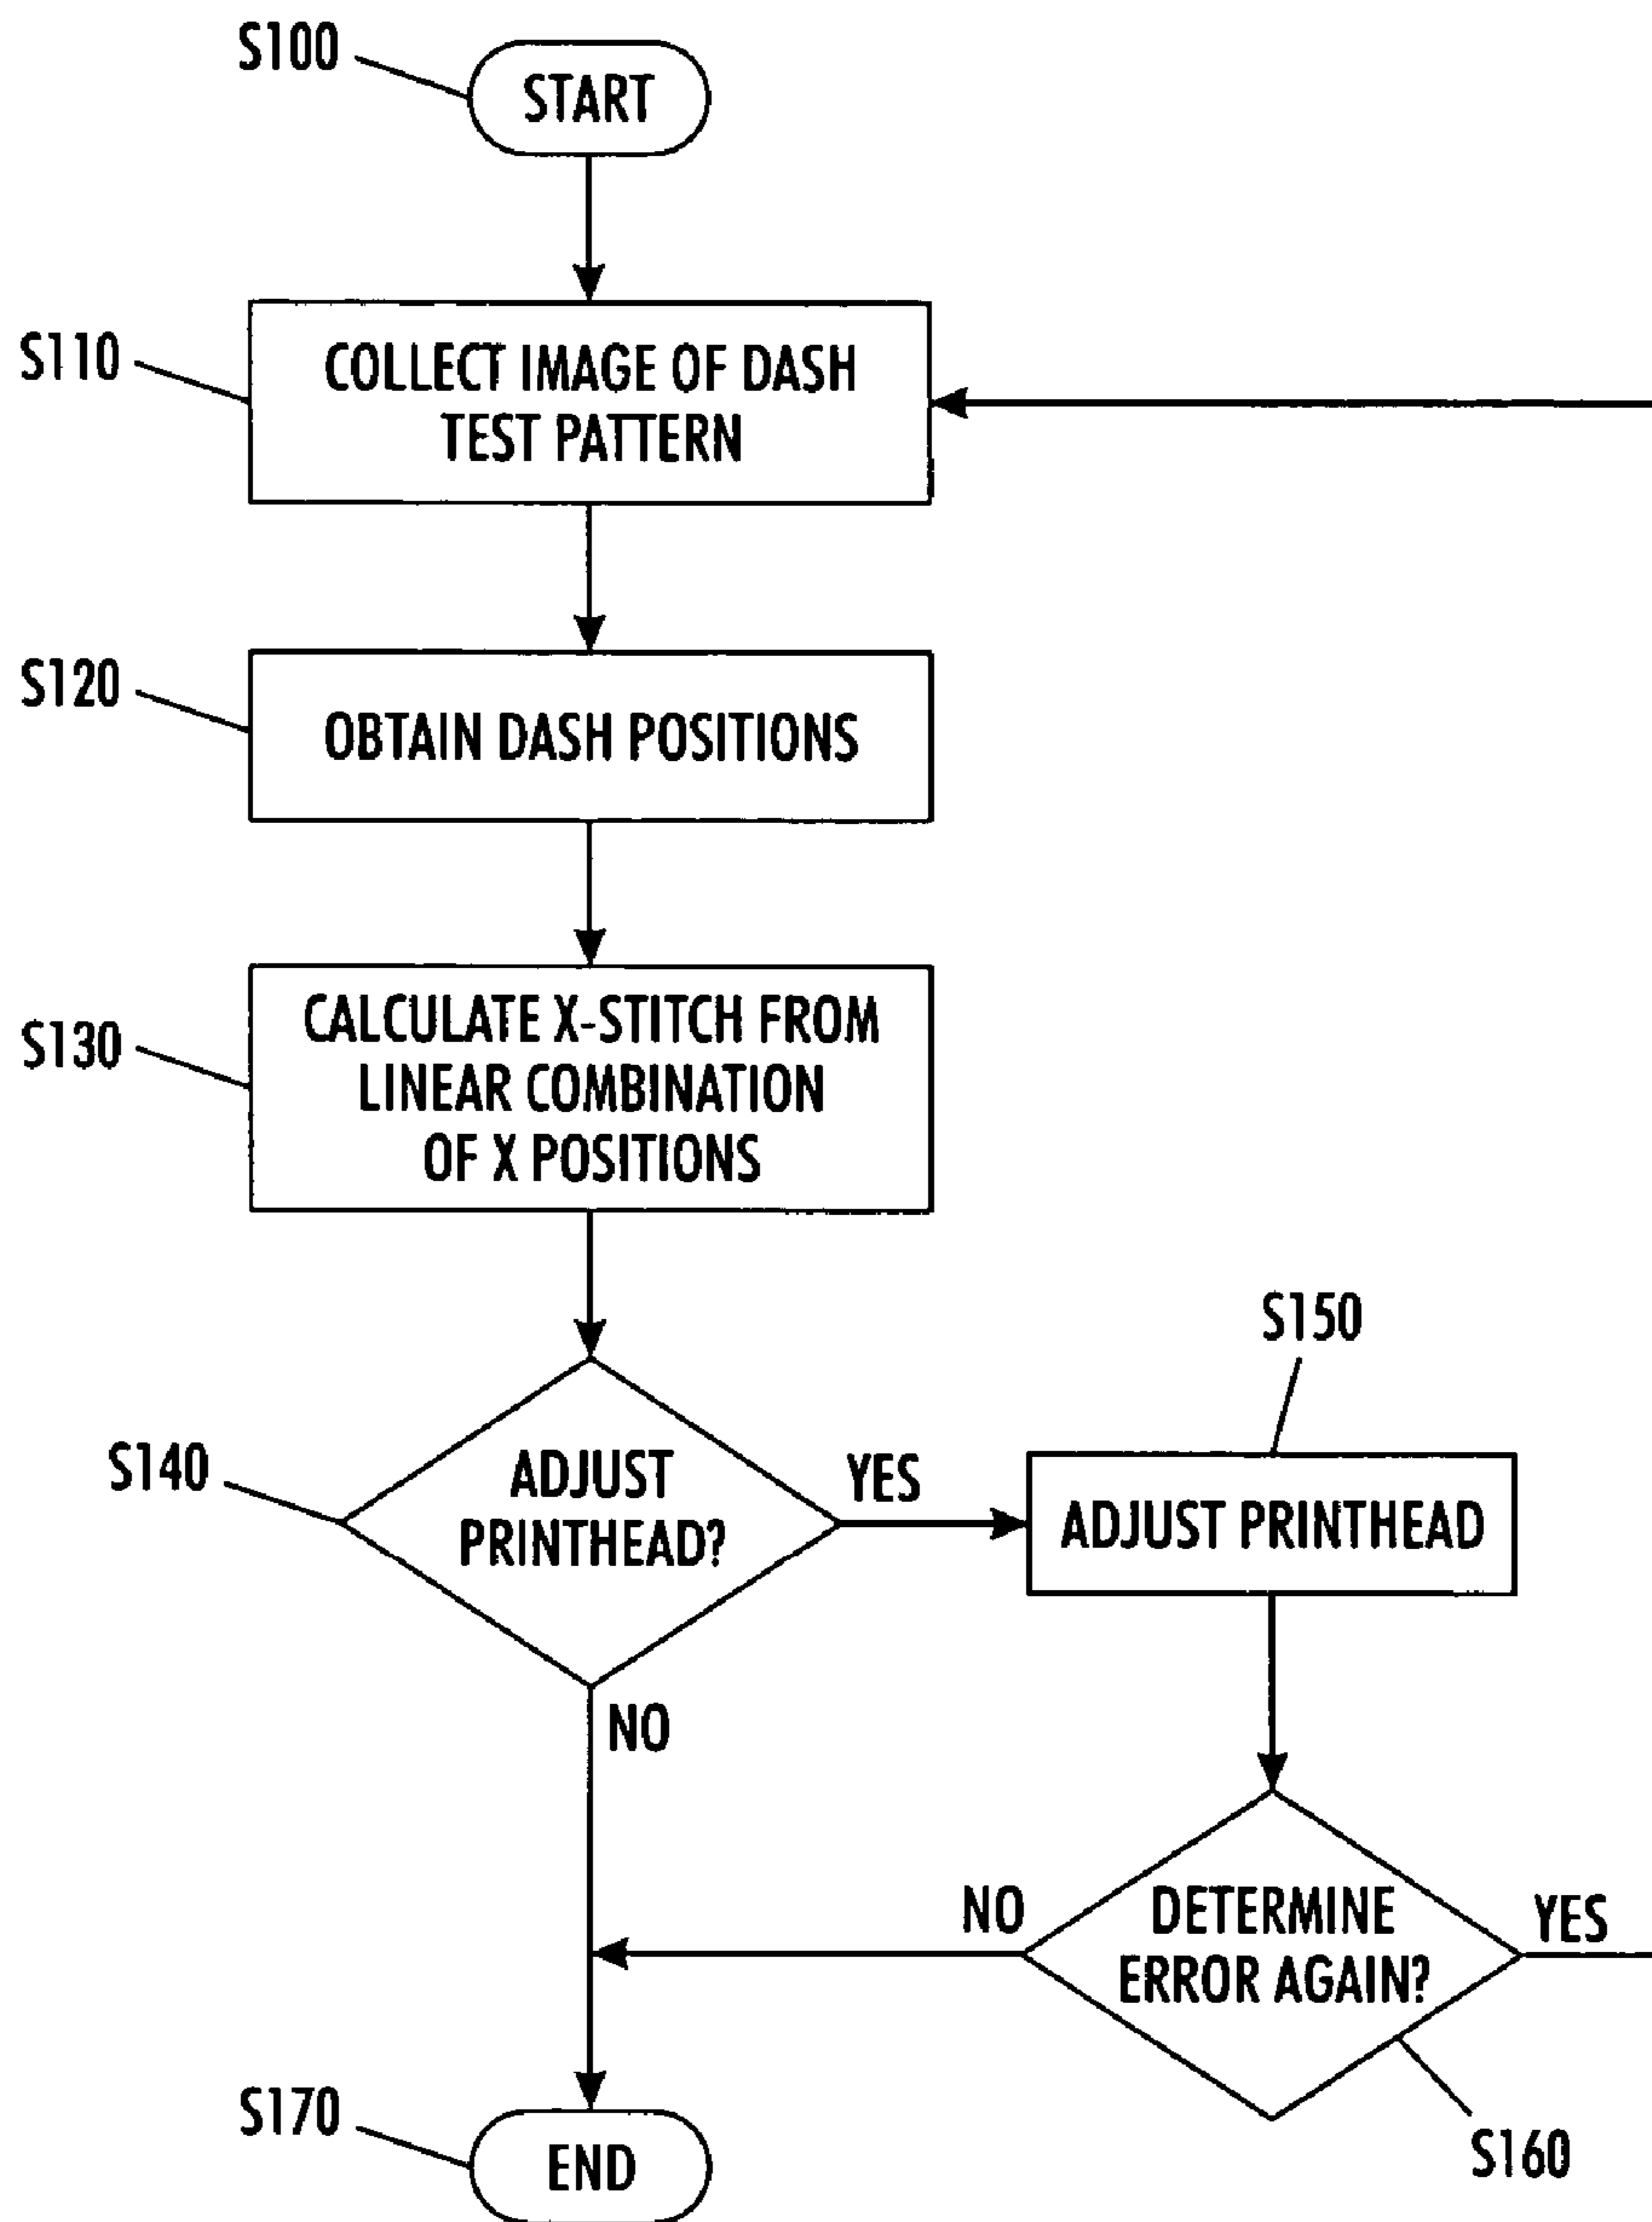 S100
START
S110
COLLECT IMAGE OF DASH
TEST PATTERN
S120
OBTAIN DASH POSITIONS
S130
CALCULATE X-STITCH FROM
LINEAR COMBINATION
OF X POSITIONS
S140
ADJUST
PRINTHEAD?
YES
NO
S150
ADJUST PRINTHEAD
NO
DETERMINE
ERROR AGAIN?
YES
S160
S170
END